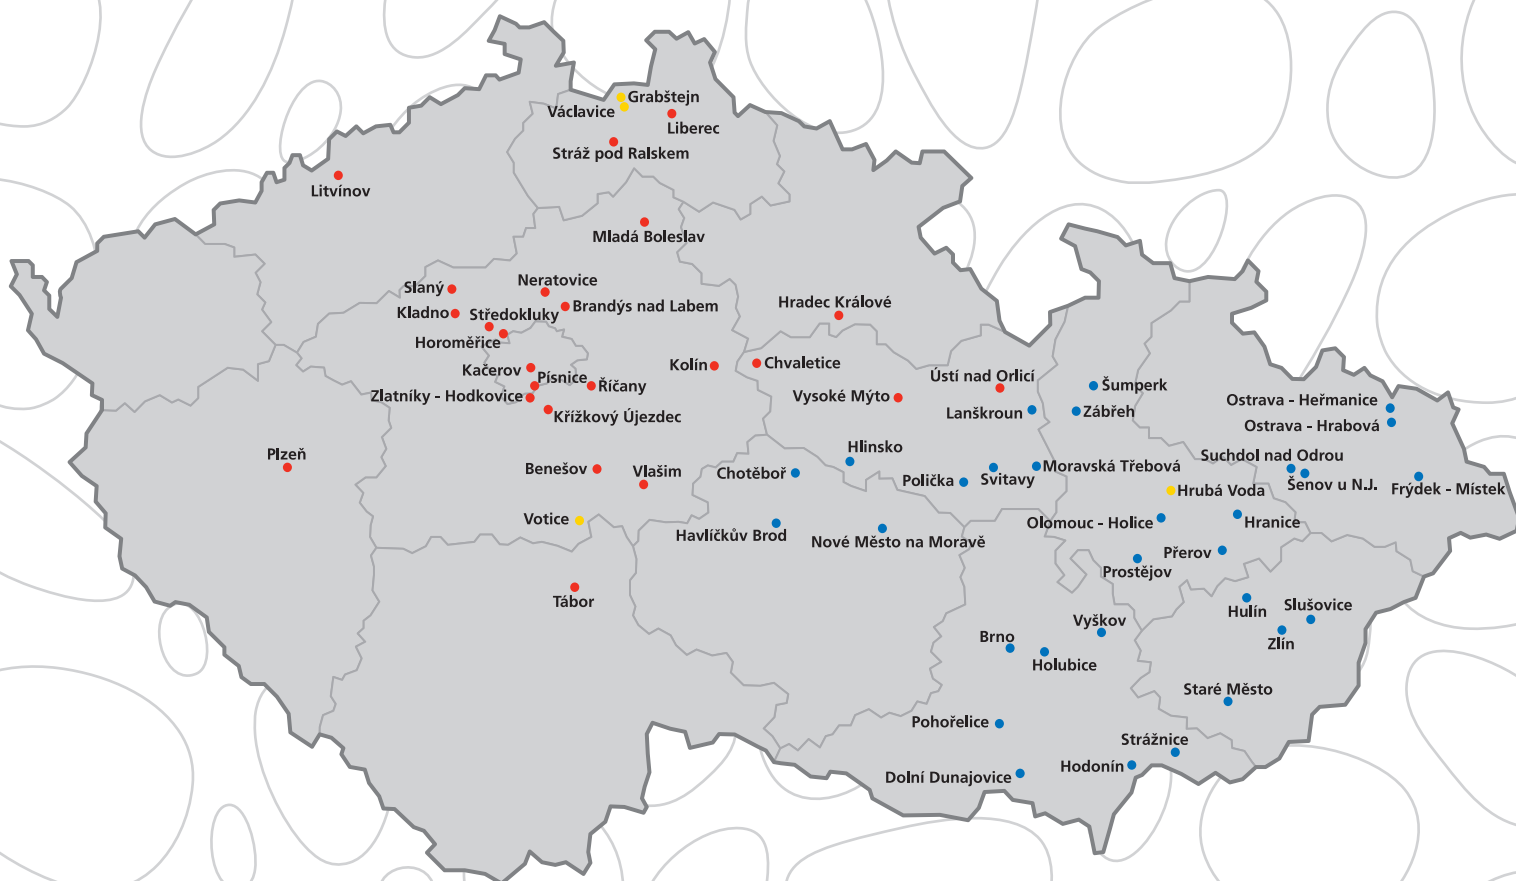 Grabštejn
Václavice
Liberec
Stráž pod Ralskem
Litvínov
Mladá Boleslav
Neratovice
Slaný
Brandýs nad Labem
Kladno
Středokluky
Hradec Králové
Horoměřice
Kačerov
Kolín
Chvaletice
Písnice
Říčany
Ústí nad Orlicí
Šumperk
Zlatníky - Hodkovice
Vysoké Mýto
Ostrava - Heřmanice
Křížkový Újezdec
Lanškroun
Zábřeh
Ostrava - Hrabová
Plzeň
Hlinsko
Suchdol nad Odrou
Benešov
Vlašim
Chotěboř
Moravská Třebová
Polička
Svitavy
Šenov u N.J.
Frýdek - Místek
Hrubá Voda
Votice
Olomouc - Holice
Hranice
Havlíčkův Brod
Nové Město na Moravě
Přerov
Prostějov
Tábor
Hulín
Slušovice
Vyškov
Brno
Zlín
Holubice
Staré Město
Pohořelice
Strážnice
Hodonín
Dolní Dunajovice